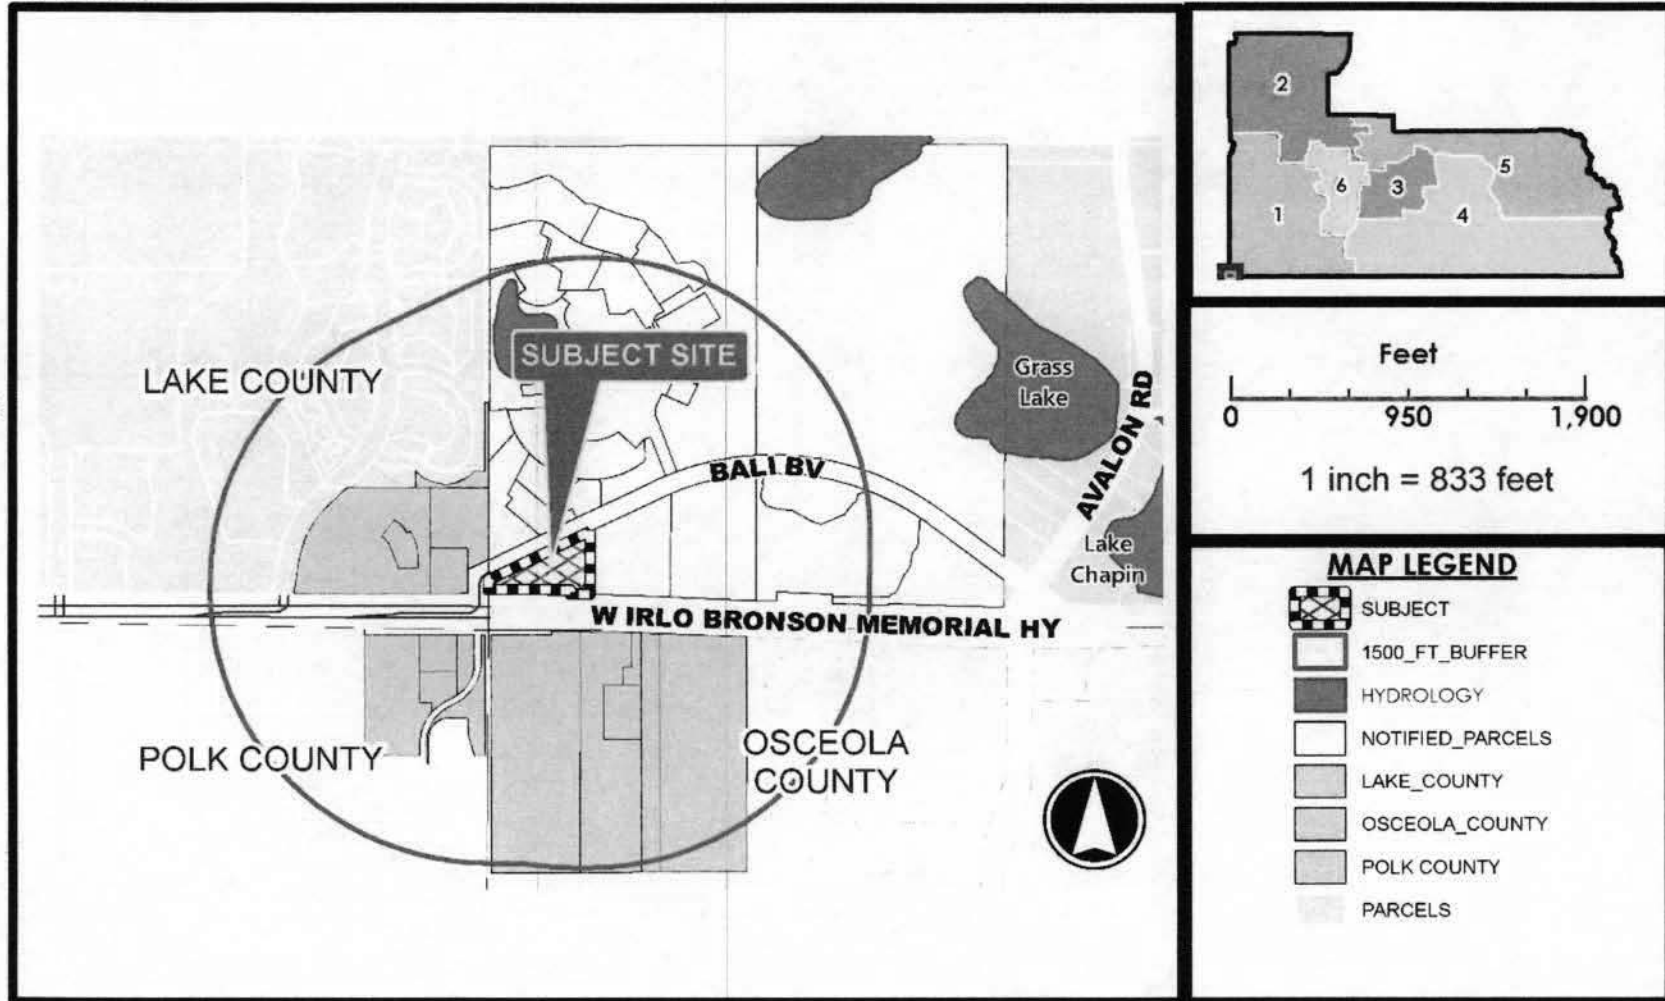 SUBJECT SITE
LAKE COUNTY
Grass
Lake
AVALON RD
BALI BV
Lake
Chapin
W IRLO BRONSON MEMORIAL HY
POLK COUNTY
OSCEOLA
COUNTY
2
5
6
3
1
4
Feet
0 950 1,900
1 inch = 833 feet
MAP LEGEND
SUBJECT
1500_FT_BUFFER
HYDROLOGY
NOTIFIED_PARCELS
LAKE_COUNTY
OSCEOLA_COUNTY
POLK COUNTY
PARCELS